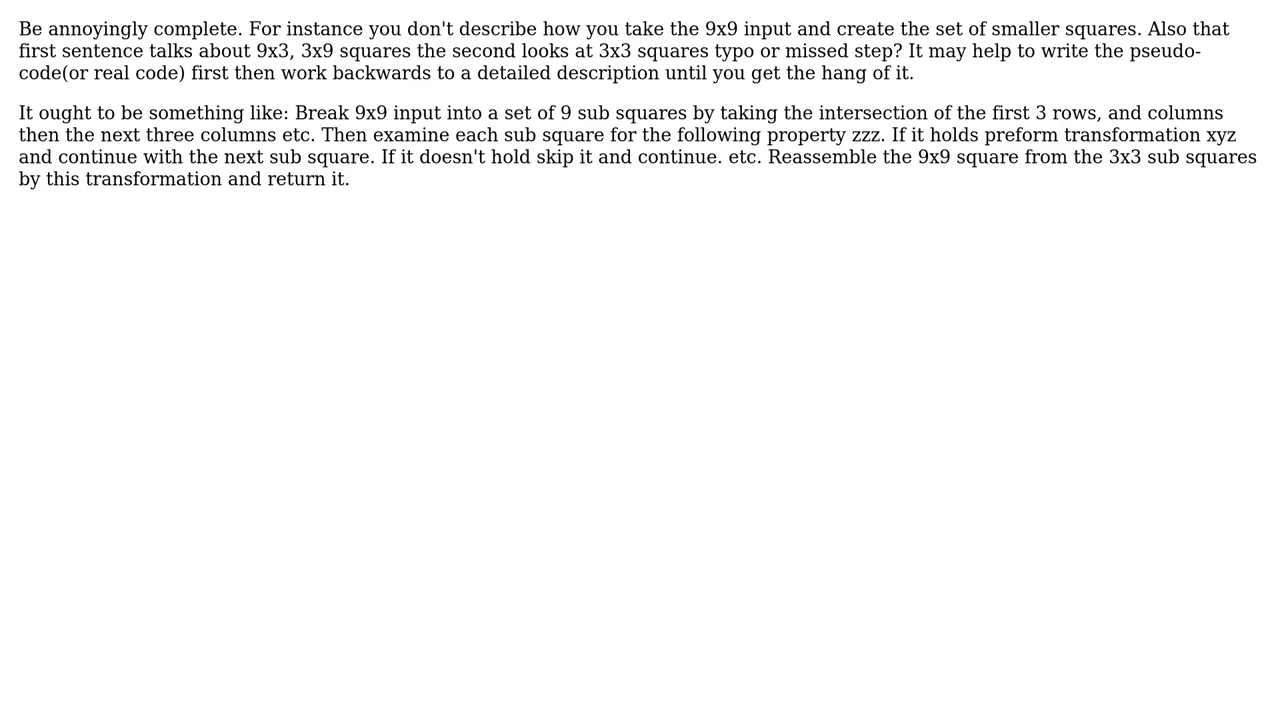 Be annoyingly complete. For instance you don't describe how you take the 9x9 input and create the set of smaller squares. Also that
first sentence talks about 9x3, 3x9 squares the second looks at 3x3 squares typo or missed step? It may help to write the pseudo-
code(or real code) first then work backwards to a detailed description until you get the hang of it.
It ought to be something like: Break 9x9 input into a set of 9 sub squares by taking the intersection of the first 3 rows, and columns
then the next three columns etc. Then examine each sub square for the following property zzz. If it holds preform transformation xyz
and continue with the next sub square. If it doesn't hold skip it and continue. etc. Reassemble the 9x9 square from the 3x3 sub squares
by this transformation and return it.